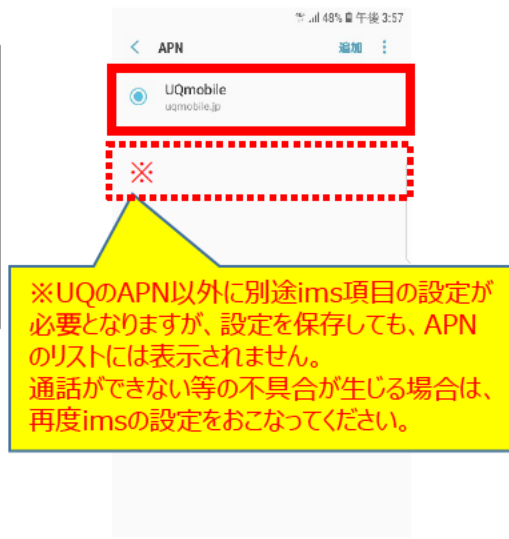 48% 午後 3:57
APN 追加
UQmobile
uqmobile.jp
※
※UQのAPN以外に別途ims項目の設定が
必要となりますが、設定を保存しても、APN
のリストには表示されません。
通話ができない等の不具合が生じる場合は、
再度imsの設定をおこなってください。